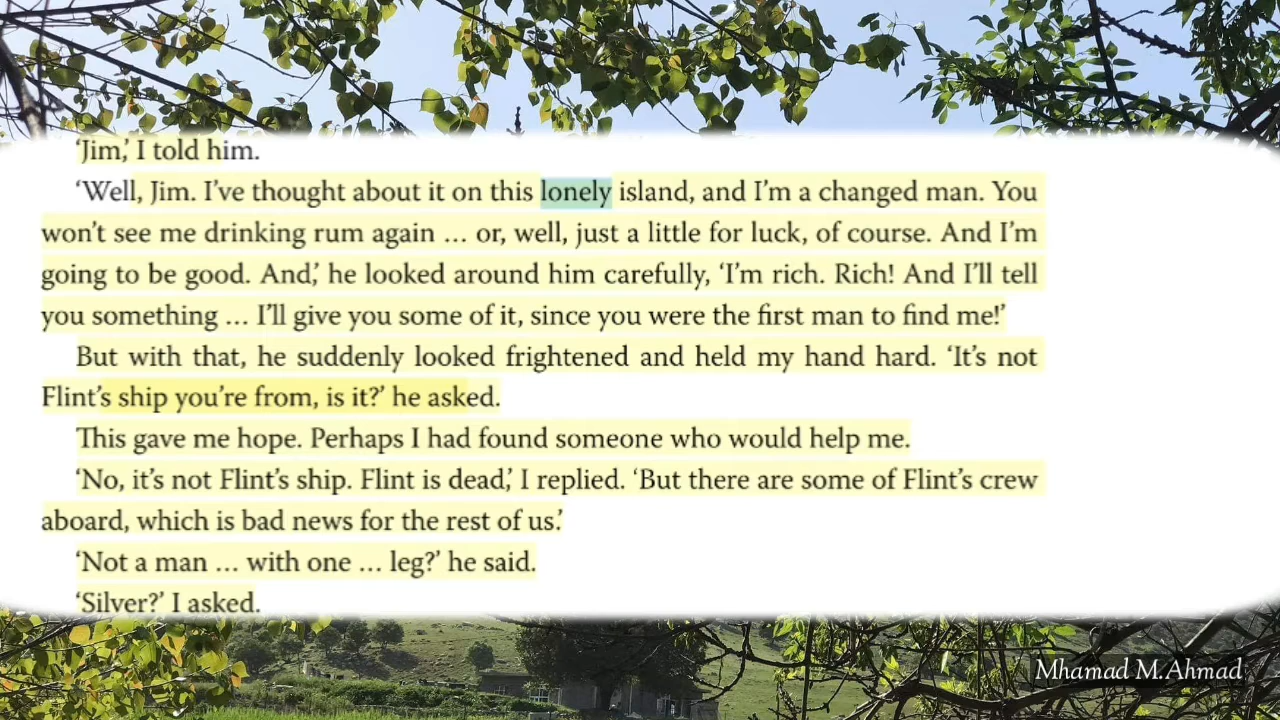 ‘Jim,’ I told him.
‘Well, Jim. I’ve thought about it on this lonely island, and I’m a changed man. You
won’t see me drinking rum again … or, well, just a little for luck, of course. And I’m
going to be good. And,’ he looked around him carefully, ‘I’m rich. Rich! And I’ll tell
you something … I’ll give you some of it, since you were the first man to find me!’
But with that, he suddenly looked frightened and held my hand hard. ‘It’s not
Flint’s ship you’re from, is it?’ he asked.
This gave me hope. Perhaps I had found someone who would help me.
‘No, it’s not Flint’s ship. Flint is dead,’ I replied. ‘But there are some of Flint’s crew
aboard, which is bad news for the rest of us.’
‘Not a man … with one … leg?’ he said.
‘Silver?’ I asked.
Mhamad M.Ahmad